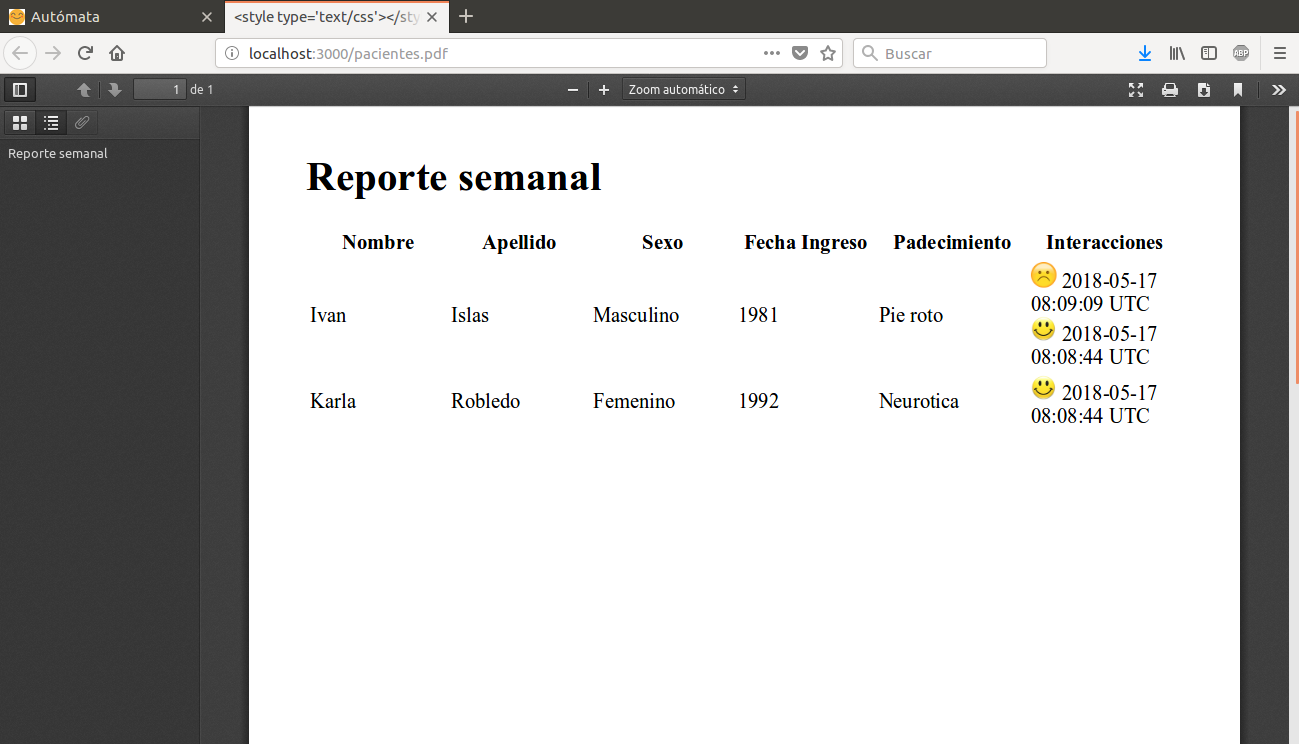 Autómata
<style type='text/css'></sty
localhost:3000/pacientes.pdf
Buscar
ABP
1 de 1
Zoom automático
Reporte semanal
Reporte semanal
Nombre Apellido Sexo Fecha Ingreso Padecimiento Interacciones
Ivan Islas Masculino 1981 Pie roto 2018-05-17
08:09:09 UTC
2018-05-17
08:08:44 UTC
Karla Robledo Femenino 1992 Neurotica 2018-05-17
08:08:44 UTC